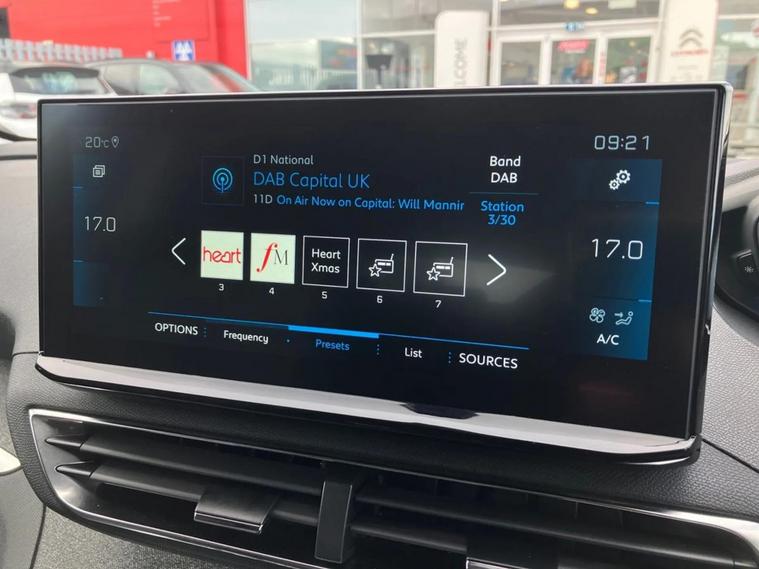 WELCOME
20°C
09:21
D1 National
DAB Capital UK
11D On Air Now on Capital: Will Mannir
Band
DAB
Station
3/30
17.0
17.0
heart
fM
Heart
Xmas
3
4
5
6
7
A/C
OPTIONS
Frequency
Presets
List
SOURCES